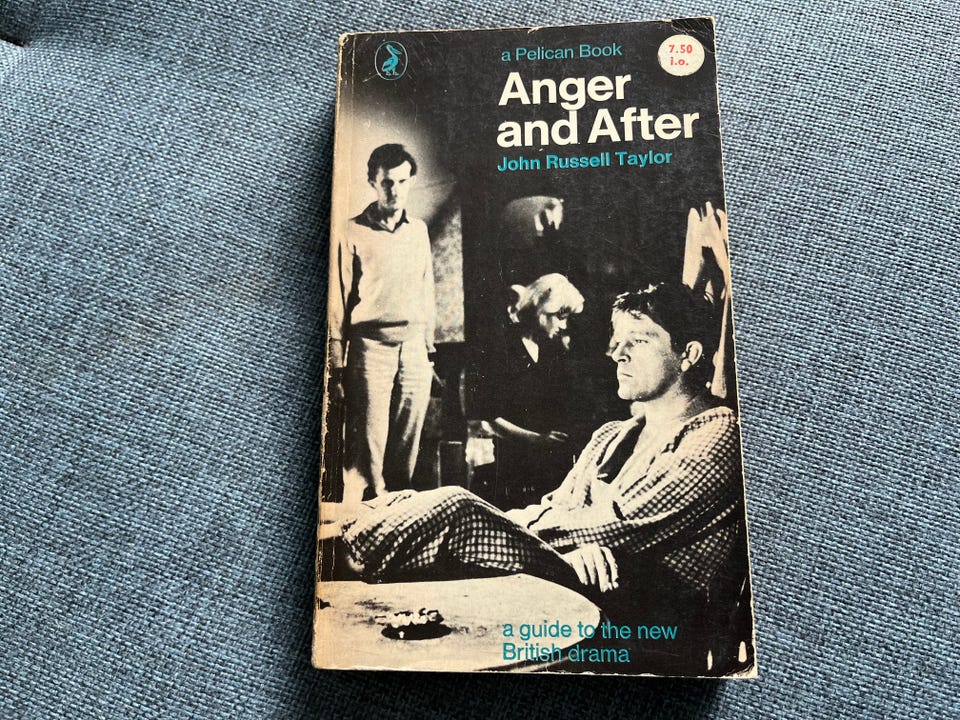 a Pelican Book
7.50
i.o.
Anger
and After
John Russell Taylor
a guide to the new
British drama